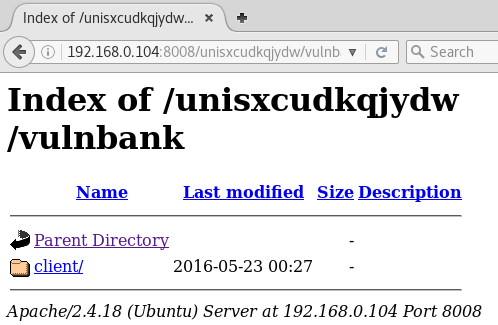 Index of /unisxcudkqjydw...
192.168.0.104:8008/unisxcudkqjydw/vulnb
Search
Index of /unisxcudkqjydw
/vulnbank
Name Last modified Size Description
Parent Directory -
client/ 2016-05-23 00:27 -
Apache/2.4.18 (Ubuntu) Server at 192.168.0.104 Port 8008